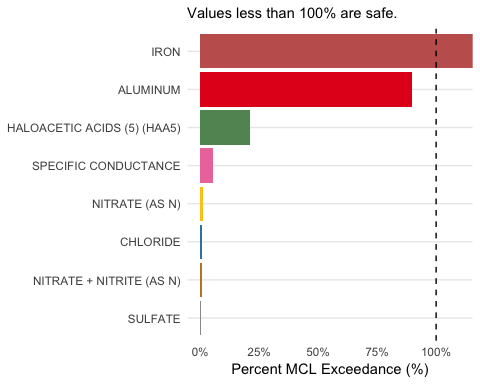 Values less than 100% are safe.
IRON
ALUMINUM
HALOACETIC ACIDS (5) (HAA5)
SPECIFIC CONDUCTANCE
NITRATE (AS N)
CHLORIDE
NITRATE + NITRITE (AS N)
SULFATE
0% 25% 50% 75% 100%
Percent MCL Exceedance (%)